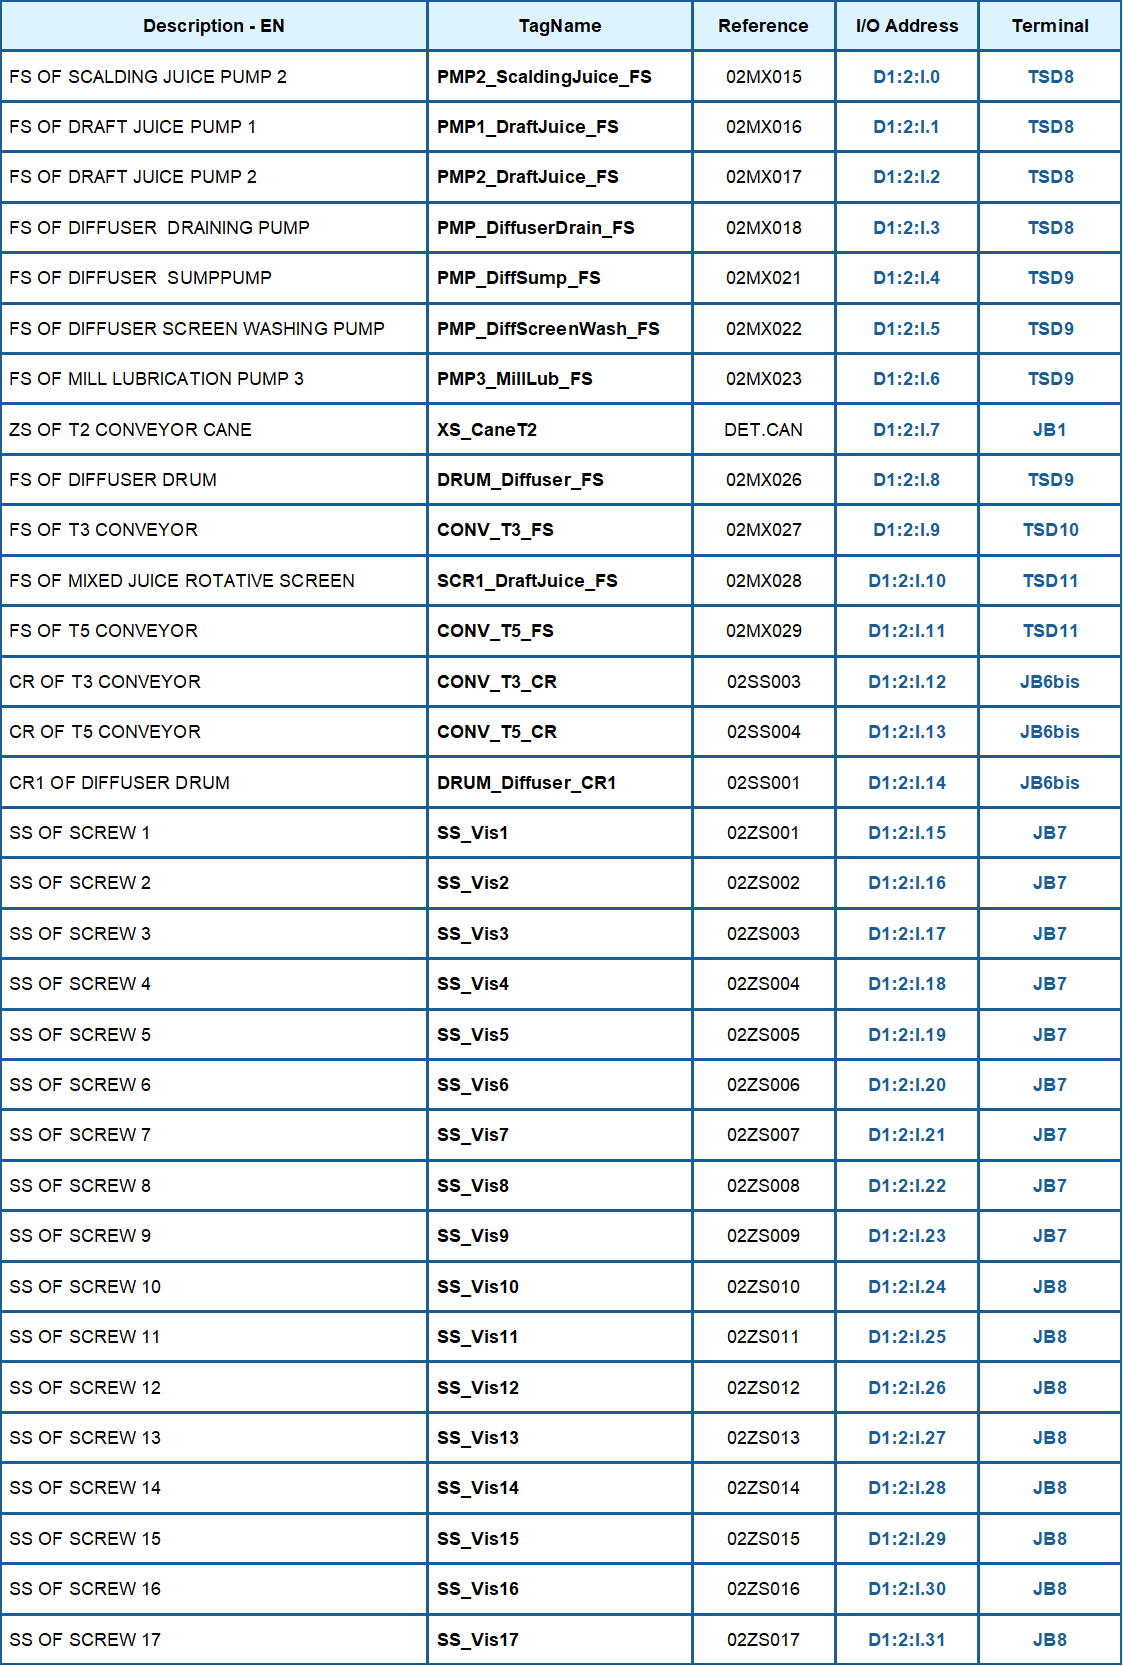 Description - EN TagName Reference I/O Address Terminal
FS OF SCALDING JUICE PUMP 2 PMP2_ScaldingJuice_FS 02MX015 D1:2:I.0 TSD8
FS OF DRAFT JUICE PUMP 1 PMP1_DraftJuice_FS 02MX016 D1:2:I.1 TSD8
FS OF DRAFT JUICE PUMP 2 PMP2_DraftJuice_FS 02MX017 D1:2:I.2 TSD8
FS OF DIFFUSER  DRAINING PUMP PMP_DiffuserDrain_FS 02MX018 D1:2:I.3 TSD8
FS OF DIFFUSER  SUMPPUMP PMP_DiffSump_FS 02MX021 D1:2:I.4 TSD9
FS OF DIFFUSER SCREEN WASHING PUMP PMP_DiffScreenWash_FS 02MX022 D1:2:I.5 TSD9
FS OF MILL LUBRICATION PUMP 3 PMP3_MillLub_FS 02MX023 D1:2:I.6 TSD9
ZS OF T2 CONVEYOR CANE XS_CaneT2 DET.CAN D1:2:I.7 JB1
FS OF DIFFUSER DRUM DRUM_Diffuser_FS 02MX026 D1:2:I.8 TSD9
FS OF T3 CONVEYOR CONV_T3_FS 02MX027 D1:2:I.9 TSD10
FS OF MIXED JUICE ROTATIVE SCREEN SCR1_DraftJuice_FS 02MX028 D1:2:I.10 TSD11
FS OF T5 CONVEYOR CONV_T5_FS 02MX029 D1:2:I.11 TSD11
CR OF T3 CONVEYOR CONV_T3_CR 02SS003 D1:2:I.12 JB6bis
CR OF T5 CONVEYOR CONV_T5_CR 02SS004 D1:2:I.13 JB6bis
CR1 OF DIFFUSER DRUM DRUM_Diffuser_CR1 02SS001 D1:2:I.14 JB6bis
SS OF SCREW 1 SS_Vis1 02ZS001 D1:2:I.15 JB7
SS OF SCREW 2 SS_Vis2 02ZS002 D1:2:I.16 JB7
SS OF SCREW 3 SS_Vis3 02ZS003 D1:2:I.17 JB7
SS OF SCREW 4 SS_Vis4 02ZS004 D1:2:I.18 JB7
SS OF SCREW 5 SS_Vis5 02ZS005 D1:2:I.19 JB7
SS OF SCREW 6 SS_Vis6 02ZS006 D1:2:I.20 JB7
SS OF SCREW 7 SS_Vis7 02ZS007 D1:2:I.21 JB7
SS OF SCREW 8 SS_Vis8 02ZS008 D1:2:I.22 JB7
SS OF SCREW 9 SS_Vis9 02ZS009 D1:2:I.23 JB7
SS OF SCREW 10 SS_Vis10 02ZS010 D1:2:I.24 JB8
SS OF SCREW 11 SS_Vis11 02ZS011 D1:2:I.25 JB8
SS OF SCREW 12 SS_Vis12 02ZS012 D1:2:I.26 JB8
SS OF SCREW 13 SS_Vis13 02ZS013 D1:2:I.27 JB8
SS OF SCREW 14 SS_Vis14 02ZS014 D1:2:I.28 JB8
SS OF SCREW 15 SS_Vis15 02ZS015 D1:2:I.29 JB8
SS OF SCREW 16 SS_Vis16 02ZS016 D1:2:I.30 JB8
SS OF SCREW 17 SS_Vis17 02ZS017 D1:2:I.31 JB8